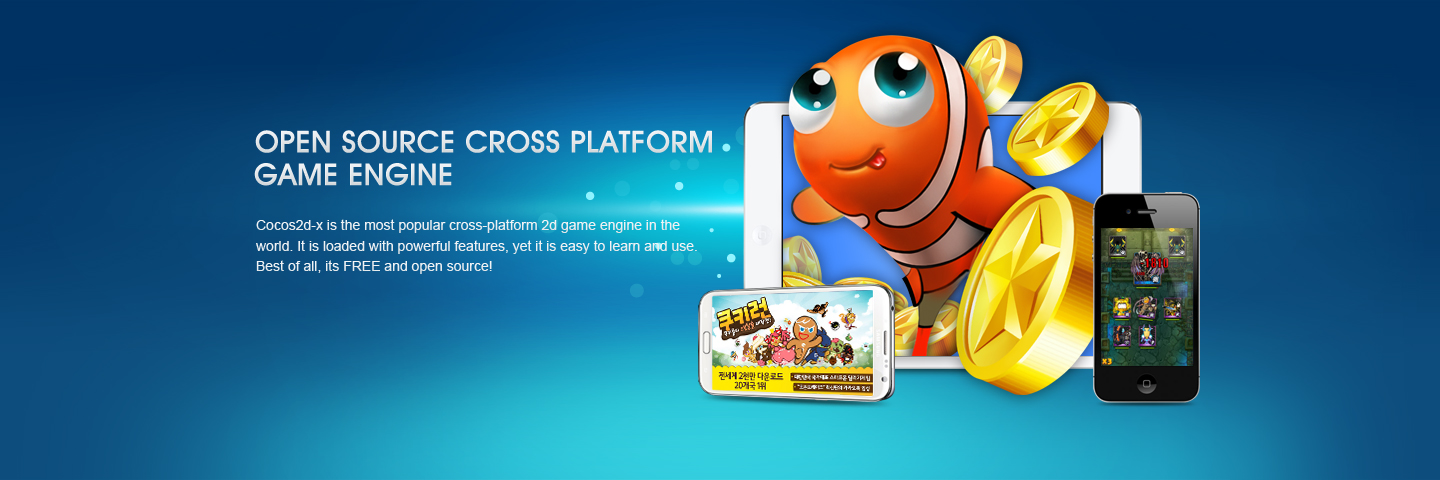 OPEN SOURCE CROSS PLATFORM
GAME ENGINE
Cocos2d-x is the most popular cross-platform 2d game engine in the
world. It is loaded with powerful features, yet it is easy to learn and use.
Best of all, its FREE and open source!
쿠키런
전세계 2천만 다운로드
20개국 1위
x3